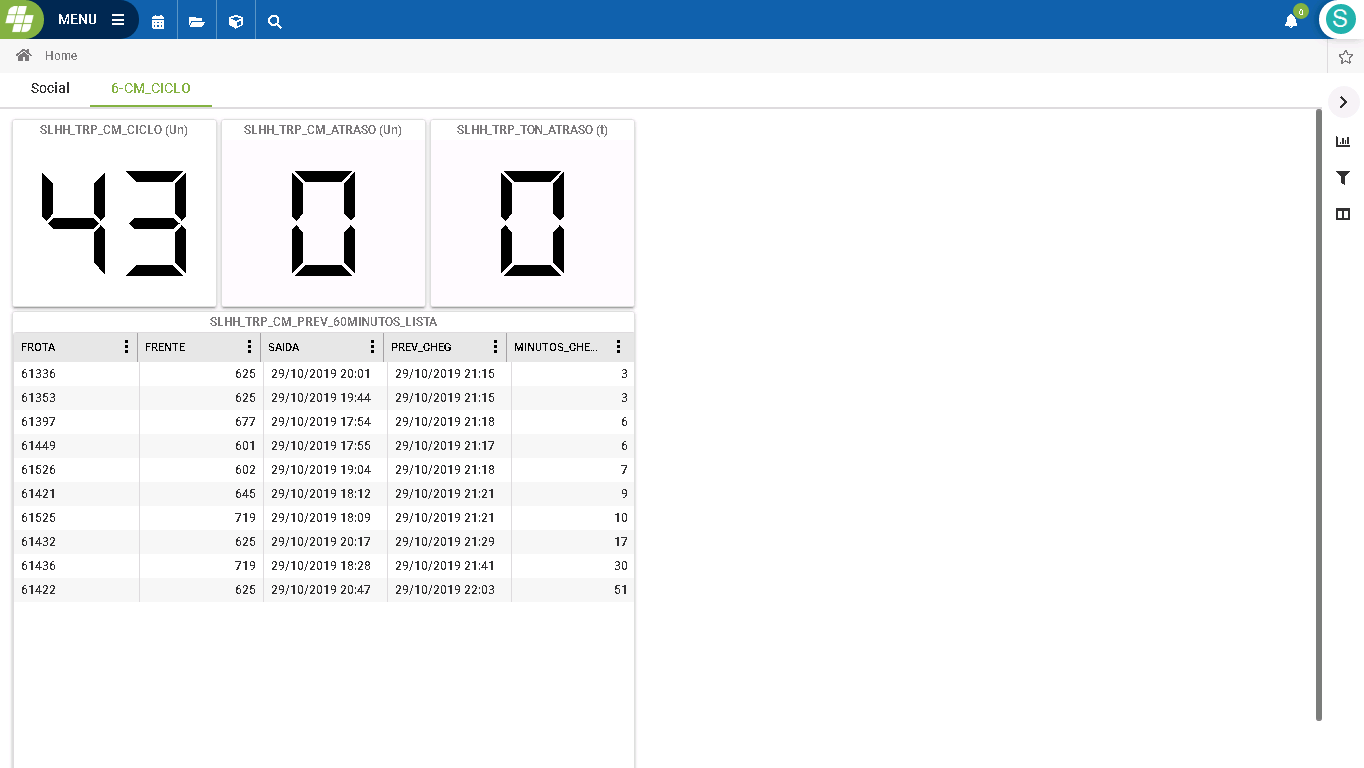 MENU
0
S
Home
Social 6-CM_CICLO
SLHH_TRP_CM_CICLO (Un) SLHH_TRP_CM_ATRASO (Un) SLHH_TRP_TON_ATRASO (t)
43 0 0
SLHH_TRP_CM_PREV_60MINUTOS_LISTA
FROTA FRENTE SAIDA PREV_CHEG MINUTOS_CHE...
61336 625 29/10/2019 20:01 29/10/2019 21:15 3
61353 625 29/10/2019 19:44 29/10/2019 21:15 3
61397 677 29/10/2019 17:54 29/10/2019 21:18 6
61449 601 29/10/2019 17:55 29/10/2019 21:17 6
61526 602 29/10/2019 19:04 29/10/2019 21:18 7
61421 645 29/10/2019 18:12 29/10/2019 21:21 9
61525 719 29/10/2019 18:09 29/10/2019 21:21 10
61432 625 29/10/2019 20:17 29/10/2019 21:29 17
61436 719 29/10/2019 18:28 29/10/2019 21:41 30
61422 625 29/10/2019 20:47 29/10/2019 22:03 51